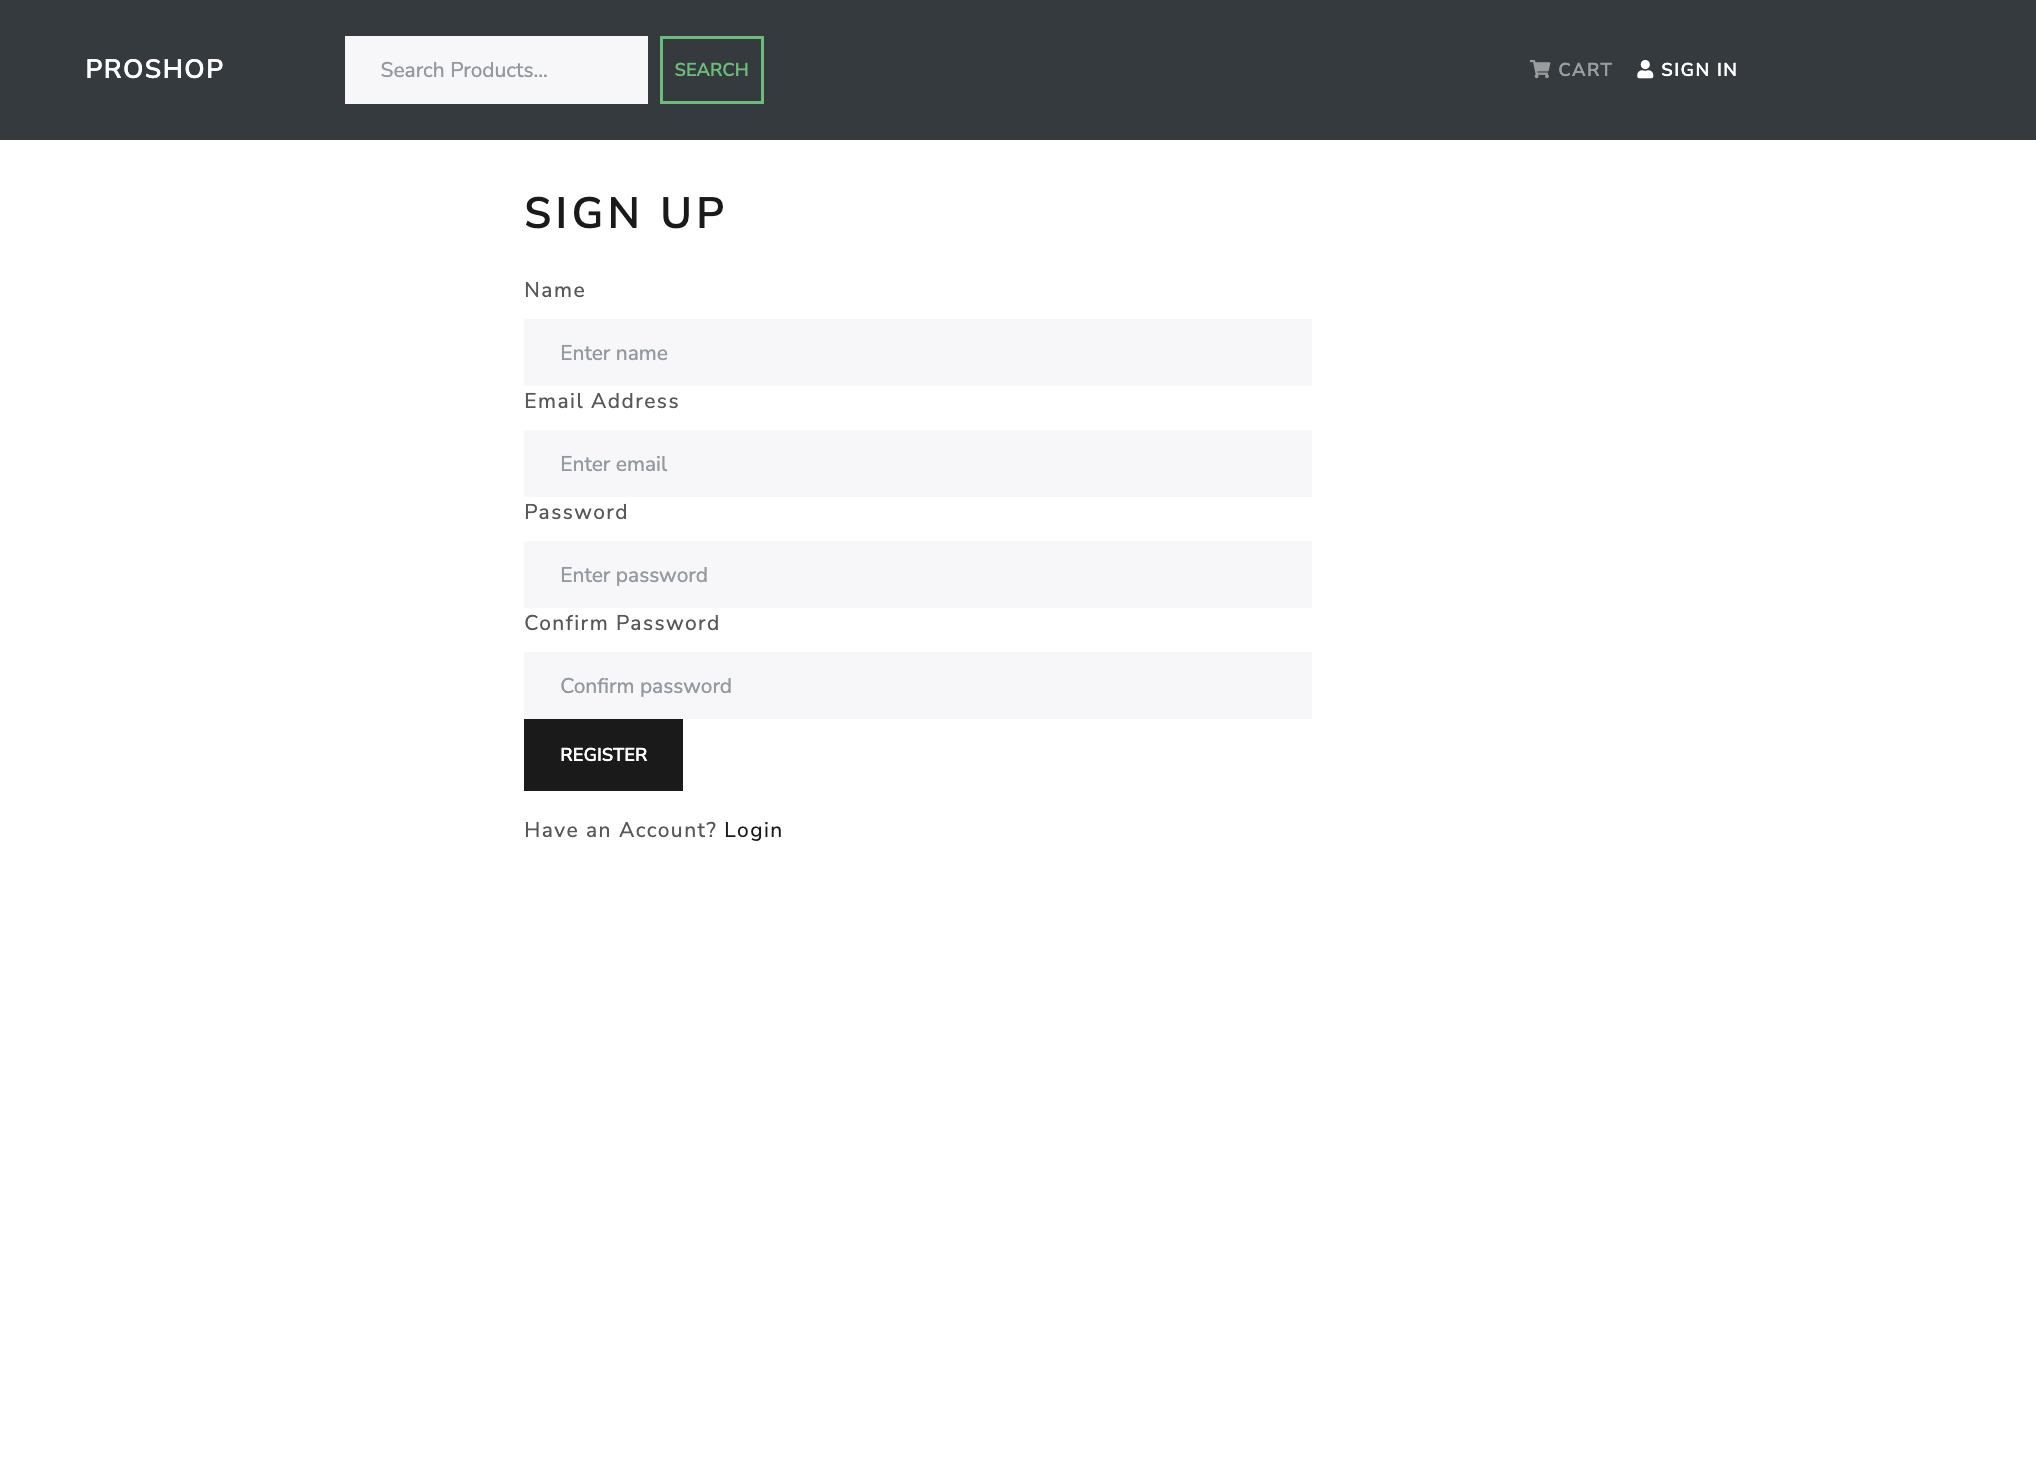 PROSHOP
Search Products...
SEARCH
CART
SIGN IN
SIGN UP
Name
Enter name
Email Address
Enter email
Password
Enter password
Confirm Password
Confirm password
REGISTER
Have an Account? Login